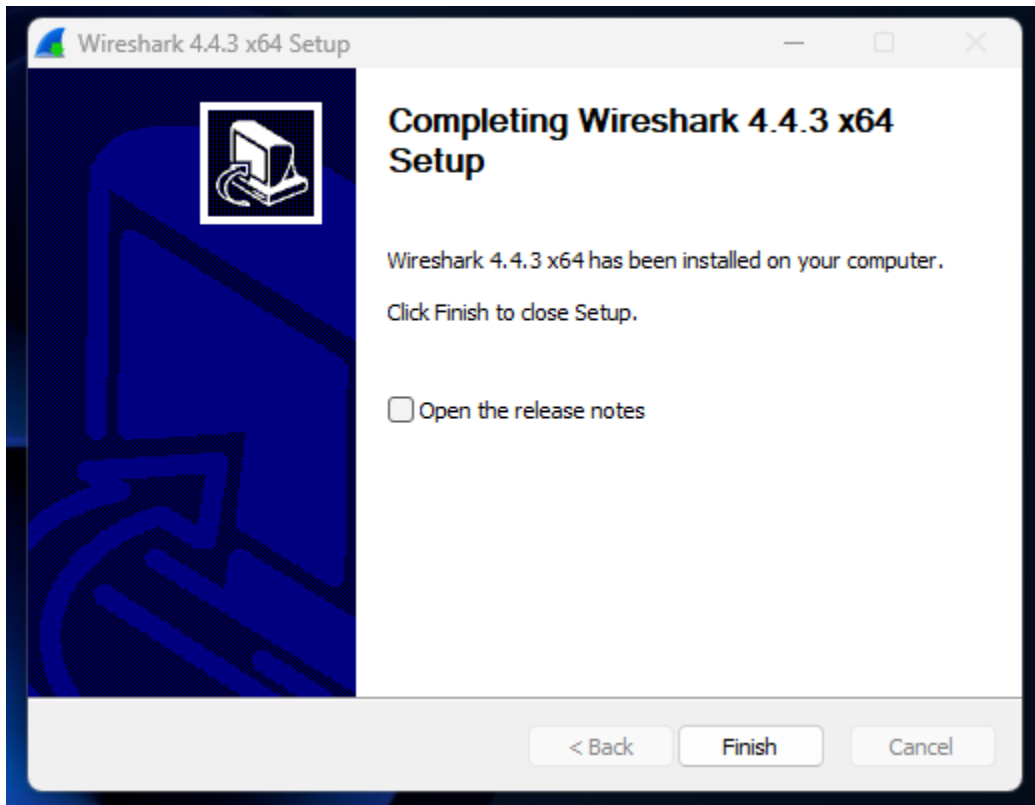 Wireshark 4.4.3 x64 Setup
Completing Wireshark 4.4.3 x64
Setup
Wireshark 4.4.3 x64 has been installed on your computer.
Click Finish to close Setup.
Open the release notes
< Back
Finish
Cancel